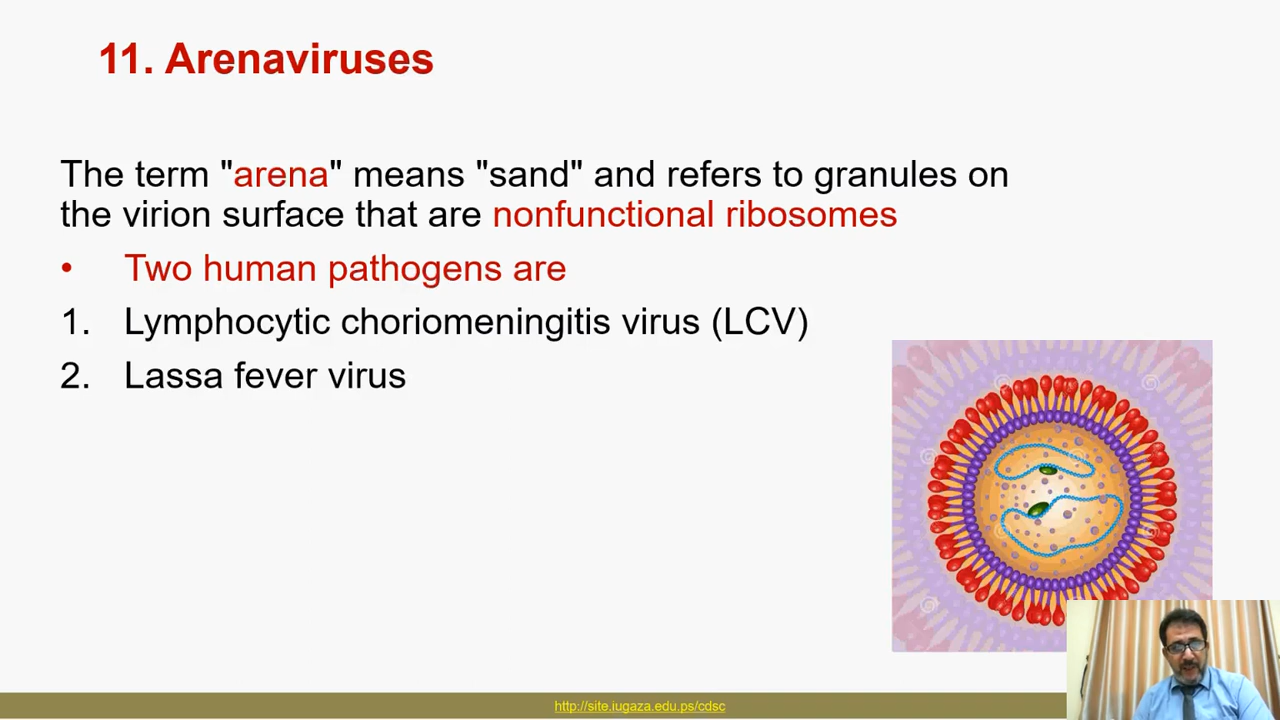 11. Arenaviruses
The term "arena" means "sand" and refers to granules on
the virion surface that are nonfunctional ribosomes
• Two human pathogens are
1. Lymphocytic choriomeningitis virus (LCV)
2. Lassa fever virus
http://site.iugaza.edu.ps/cdsc